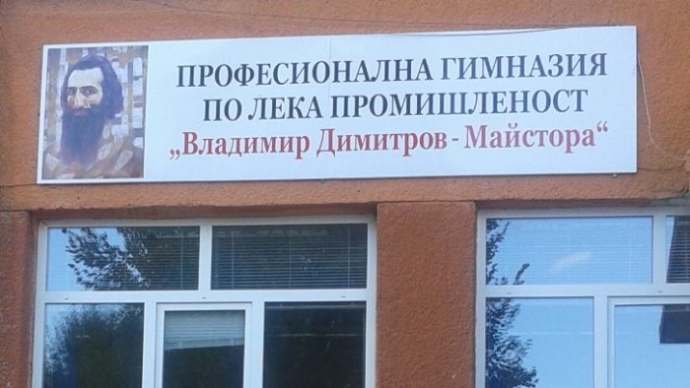 ПРОФЕСИОНАЛНА ГИМНАЗИЯ
ПО ЛЕКА ПРОМИШЛЕНОСТ
„Владимир Димитров - Майстора“